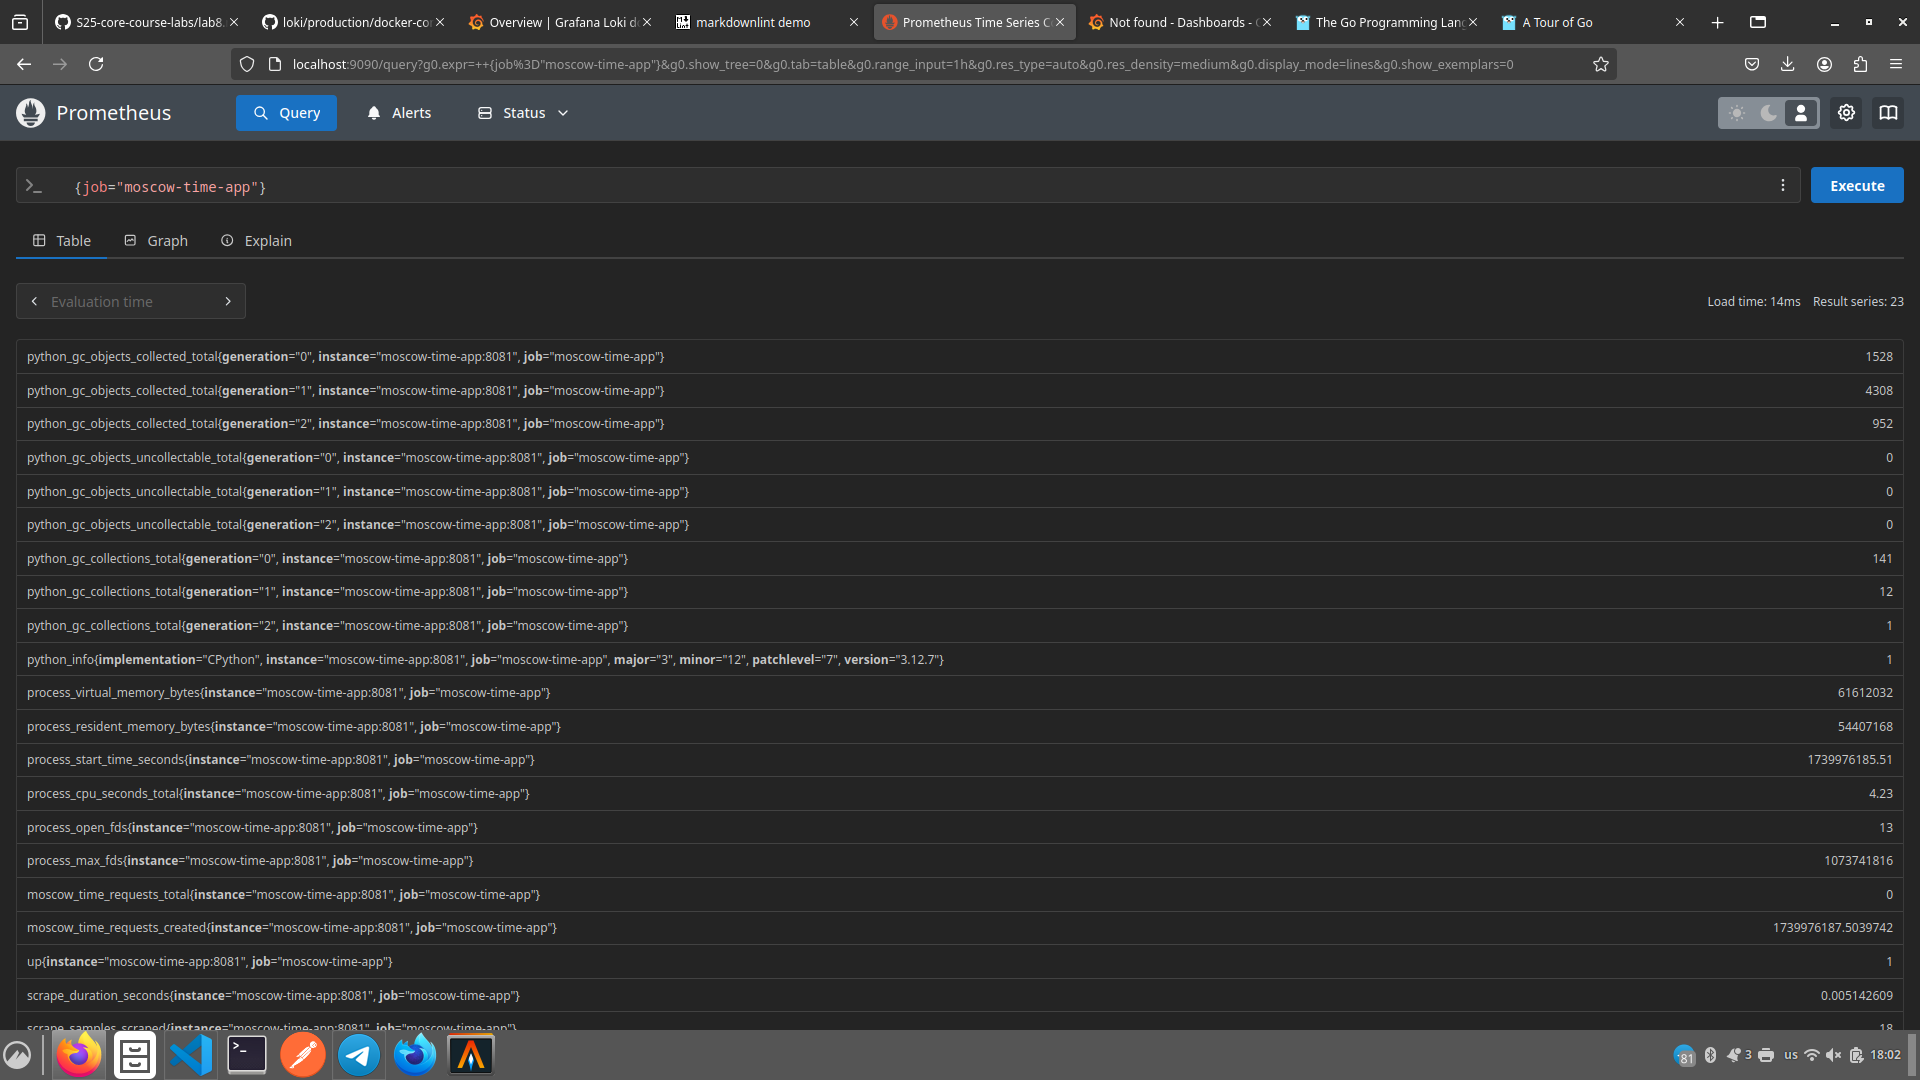 S25-core-course-labs/lab8.
loki/production/docker-co
Overview | Grafana Loki d
markdownlint demo
Prometheus Time Series C
Not found - Dashboards -
The Go Programming Lang
A Tour of Go
localhost:9090/query?g0.expr=++{job%3D"moscow-time-app"}&g0.show_tree=0&g0.tab=table&g0.range_input=1h&g0.res_type=auto&g0.res_density=medium&g0.display_mode=lines&g0.show_exemplars=0
Prometheus
Query
Alerts
Status
{job="moscow-time-app"}
Execute
Table
Graph
Explain
Evaluation time
Load time: 14ms Result series: 23
python_gc_objects_collected_total{generation="0", instance="moscow-time-app:8081", job="moscow-time-app"} 1528
python_gc_objects_collected_total{generation="1", instance="moscow-time-app:8081", job="moscow-time-app"} 4308
python_gc_objects_collected_total{generation="2", instance="moscow-time-app:8081", job="moscow-time-app"} 952
python_gc_objects_uncollectable_total{generation="0", instance="moscow-time-app:8081", job="moscow-time-app"} 0
python_gc_objects_uncollectable_total{generation="1", instance="moscow-time-app:8081", job="moscow-time-app"} 0
python_gc_objects_uncollectable_total{generation="2", instance="moscow-time-app:8081", job="moscow-time-app"} 0
python_gc_collections_total{generation="0", instance="moscow-time-app:8081", job="moscow-time-app"} 141
python_gc_collections_total{generation="1", instance="moscow-time-app:8081", job="moscow-time-app"} 12
python_gc_collections_total{generation="2", instance="moscow-time-app:8081", job="moscow-time-app"} 1
python_info{implementation="CPython", instance="moscow-time-app:8081", job="moscow-time-app", major="3", minor="12", patchlevel="7", version="3.12.7"} 1
process_virtual_memory_bytes{instance="moscow-time-app:8081", job="moscow-time-app"} 61612032
process_resident_memory_bytes{instance="moscow-time-app:8081", job="moscow-time-app"} 54407168
process_start_time_seconds{instance="moscow-time-app:8081", job="moscow-time-app"} 1739976185.51
process_cpu_seconds_total{instance="moscow-time-app:8081", job="moscow-time-app"} 4.23
process_open_fds{instance="moscow-time-app:8081", job="moscow-time-app"} 13
process_max_fds{instance="moscow-time-app:8081", job="moscow-time-app"} 1073741816
moscow_time_requests_total{instance="moscow-time-app:8081", job="moscow-time-app"} 0
moscow_time_requests_created{instance="moscow-time-app:8081", job="moscow-time-app"} 1739976187.5039742
up{instance="moscow-time-app:8081", job="moscow-time-app"} 1
scrape_duration_seconds{instance="moscow-time-app:8081", job="moscow-time-app"} 0.005142609
scrape_samples_scraped{instance="moscow-time-app:8081", job="moscow-time-app"} 18
81
3
us
18:02